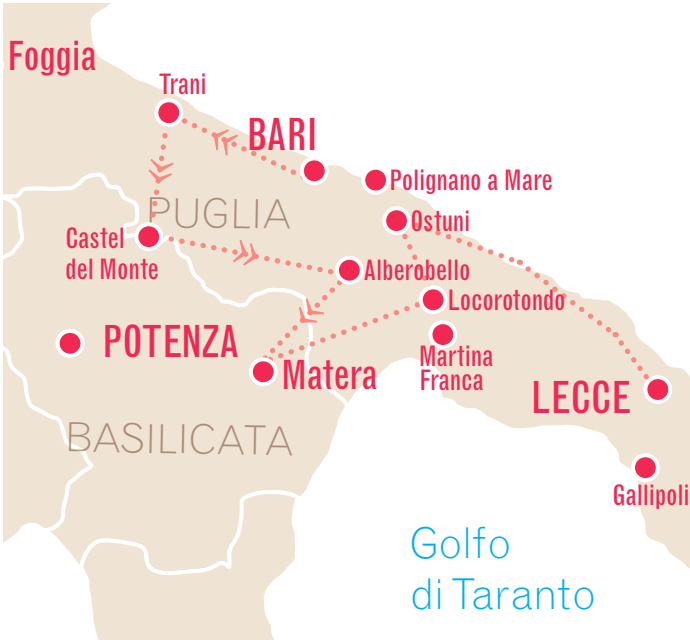 Foggia
Trani
BARI
Polignano a Mare
PUGLIA
Ostuni
Castel
del Monte
Alberobello
Locorotondo
POTENZA
Martina
Franca
Matera
LECCE
BASILICATA
Gallipoli
Golfo
di Taranto